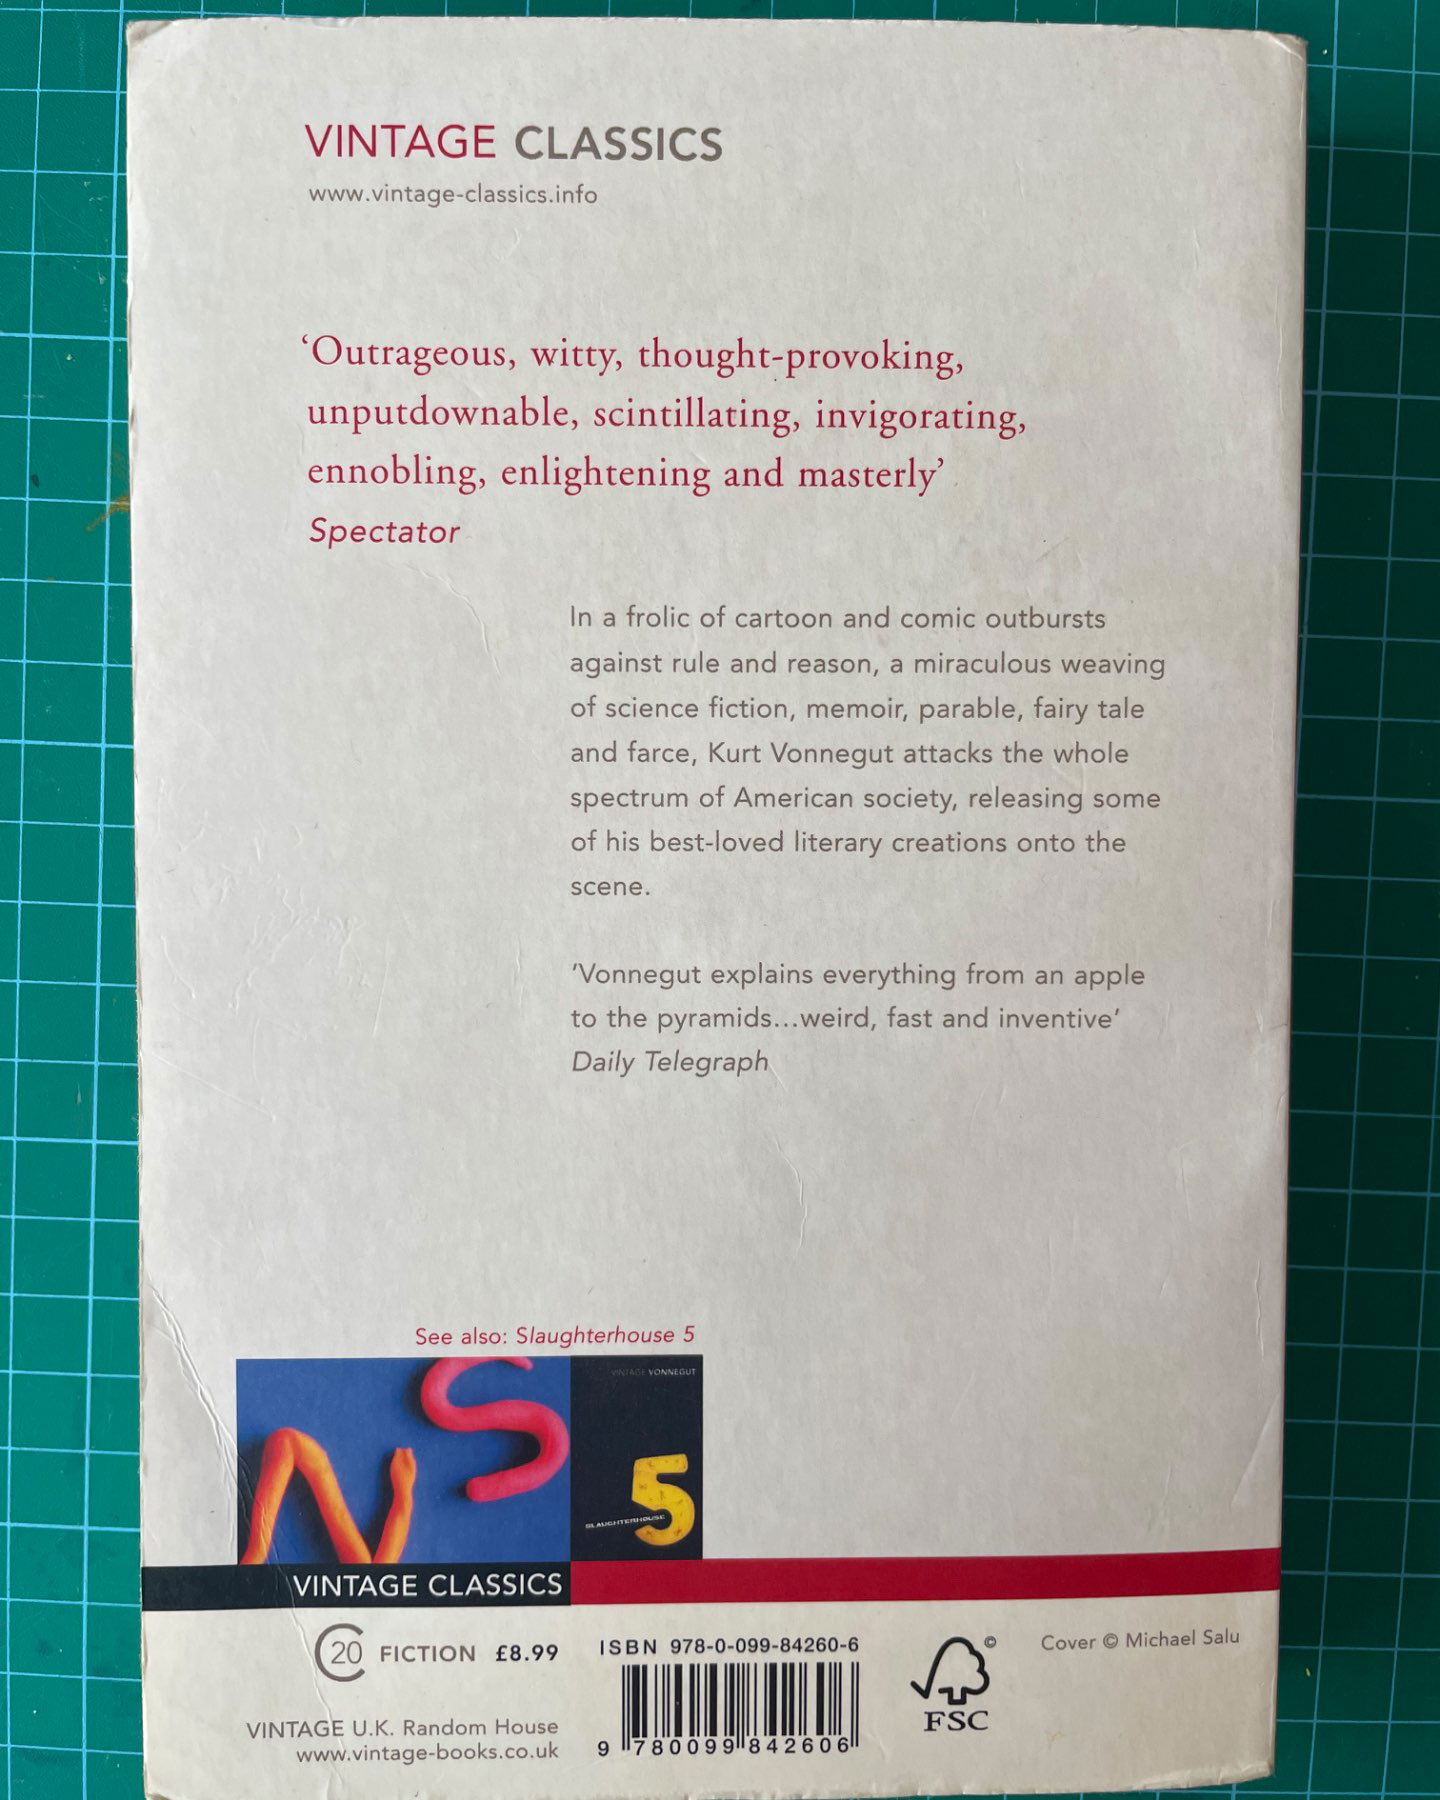 VINTAGE CLASSICS
www.vintage-classics.info
‘Outrageous, witty, thought-provoking,
unputdownable, scintillating, invigorating,
ennobling, enlightening and masterly’
Spectator
In a frolic of cartoon and comic outbursts
against rule and reason, a miraculous weaving
of science fiction, memoir, parable, fairy tale
and farce, Kurt Vonnegut attacks the whole
spectrum of American society, releasing some
of his best-loved literary creations onto the
scene.
‘Vonnegut explains everything from an apple
to the pyramids...weird, fast and inventive’
Daily Telegraph
See also: Slaughterhouse 5
NS
VINTAGE VONNEGUT
SLAUGHTERHOUSE 5
VINTAGE CLASSICS
C20 FICTION £8.99
VINTAGE U.K. Random House
www.vintage-books.co.uk
ISBN 978-0-099-84260-6
9 780099 842606
FSC
©
Cover © Michael Salu